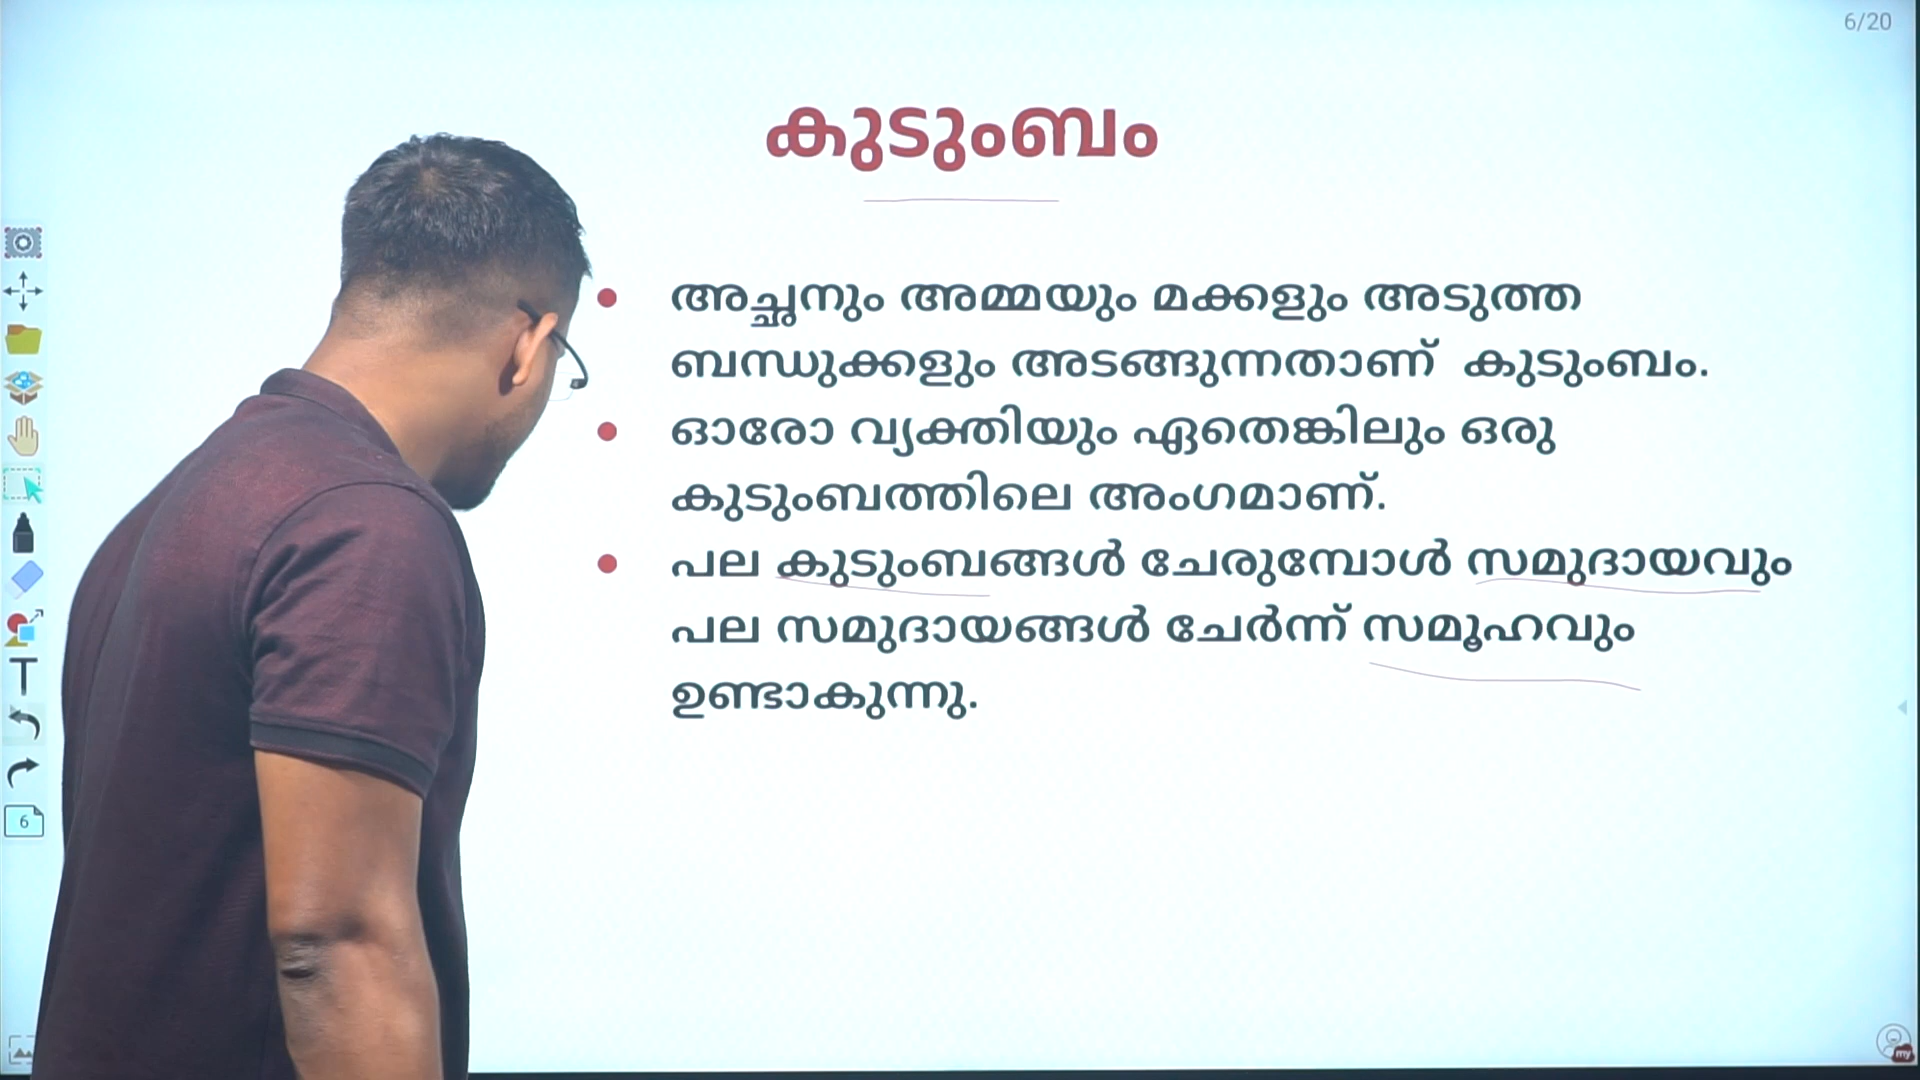 6/20
കുടുംബം
അച്ഛനും അമ്മയും മക്കളും അടുത്ത
ബന്ധുക്കളും അടങ്ങുന്നതാണ് കുടുംബം.
ഓരോ വ്യക്തിയും ഏതെങ്കിലും ഒരു
കുടുംബത്തിലെ അംഗമാണ്.
പല കുടുംബങ്ങൾ ചേരുമ്പോൾ സമുദായവും
പല സമുദായങ്ങൾ ചേർന്ന് സമൂഹവും
ഉണ്ടാകുന്നു.
T
6
my